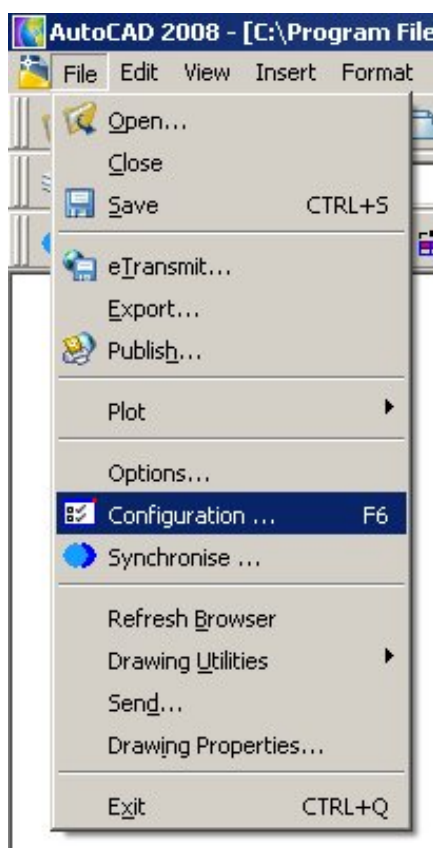 AutoCAD 2008 - [C:\Program File
File Edit View Insert Format
Open...
Close
Save CTRL+S
eTransmit...
Export...
Publish...
Plot
Options...
Configuration ... F6
Synchronise ...
Refresh Browser
Drawing Utilities
Send...
Drawing Properties...
Exit CTRL+Q